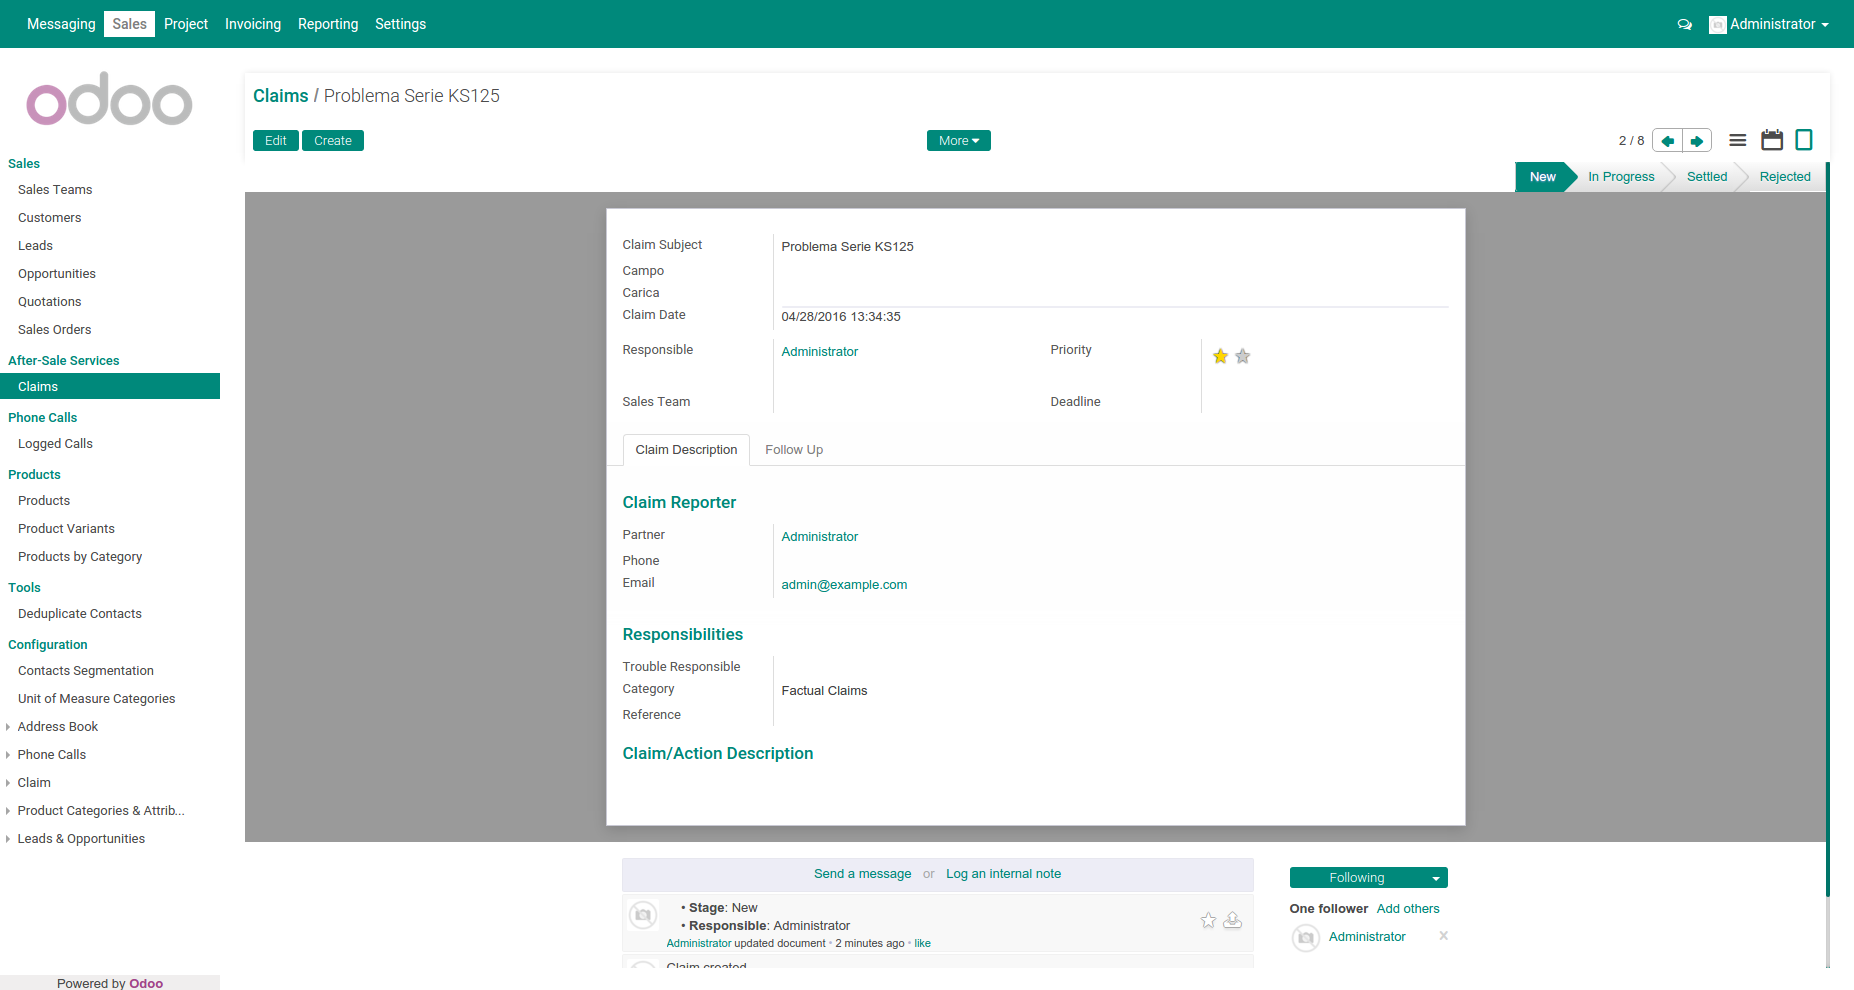 Messaging Sales Project Invoicing Reporting Settings Administrator
odoo
Sales
Sales Teams
Customers
Leads
Opportunities
Quotations
Sales Orders
After-Sale Services
Claims
Phone Calls
Logged Calls
Products
Products
Product Variants
Products by Category
Tools
Deduplicate Contacts
Configuration
Contacts Segmentation
Unit of Measure Categories
Address Book
Phone Calls
Claim
Product Categories & Attrib...
Leads & Opportunities
Powered by Odoo
Claims / Problema Serie KS125
Edit Create More 2 / 8
New In Progress Settled Rejected
Claim Subject Problema Serie KS125
Campo
Carica
Claim Date 04/28/2016 13:34:35
Responsible Administrator Priority
Sales Team Deadline
Claim Description Follow Up
Claim Reporter
Partner Administrator
Phone
Email admin@example.com
Responsibilities
Trouble Responsible
Category Factual Claims
Reference
Claim/Action Description
Send a message or Log an internal note
• Stage: New
• Responsible: Administrator
Administrator updated document • 2 minutes ago • like
Claim created
Following
One follower Add others
Administrator x